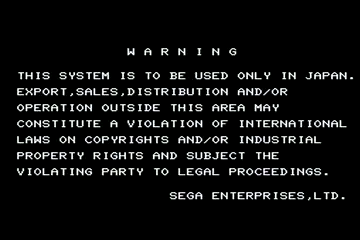 WARNING
THIS SYSTEM IS TO BE USED ONLY IN JAPAN.
EXPORT,SALES,DISTRIBUTION AND/OR
OPERATION OUTSIDE THIS AREA MAY
CONSTITUTE A VIOLATION OF INTERNATIONAL
LAWS ON COPYRIGHTS AND/OR INDUSTRIAL
PROPERTY RIGHTS AND SUBJECT THE
VIOLATING PARTY TO LEGAL PROCEEDINGS.
SEGA ENTERPRISES,LTD.